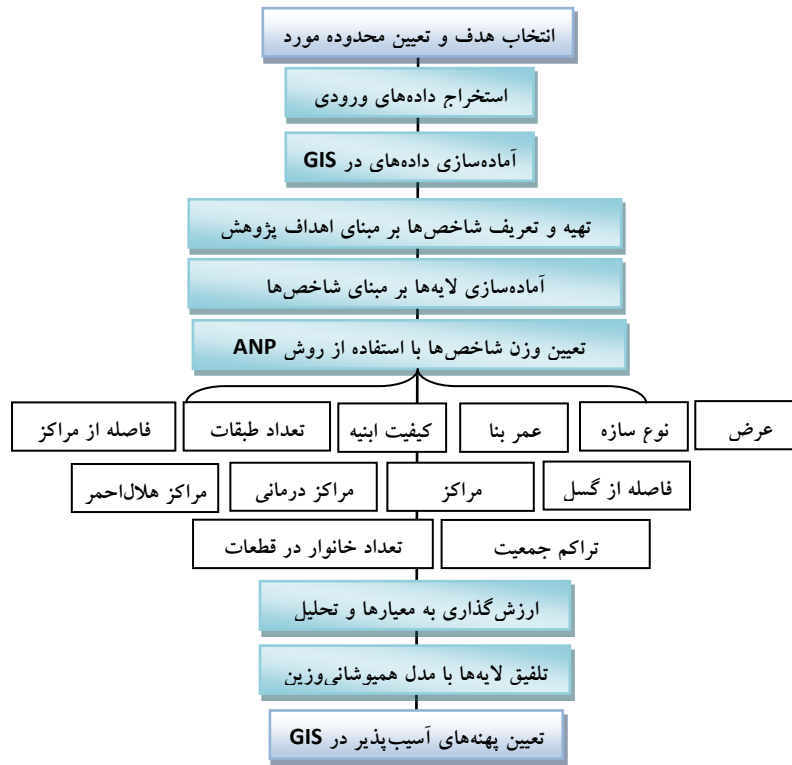 انتخاب هدف و تعیین محدوده مورد
استخراج داده‌های ورودی
آماده‌سازی داده‌های در GIS
تهیه و تعریف شاخص‌ها بر مبنای اهداف پژوهش
آماده‌سازی لایه‌ها بر مبنای شاخص‌ها
تعیین وزن شاخص‌ها با استفاده از روش ANP
عرض
نوع سازه
عمر بنا
کیفیت ابنیه
تعداد طبقات
فاصله از مراکز
فاصله از گسل
مراکز
مراکز درمانی
مراکز هلال‌احمر
تراکم جمعیت
تعداد خانوار در قطعات
ارزش‌گذاری به معیارها و تحلیل
تلفیق لایه‌ها با مدل همپوشانی‌وزین
تعیین پهنه‌های آسیب‌پذیر در GIS